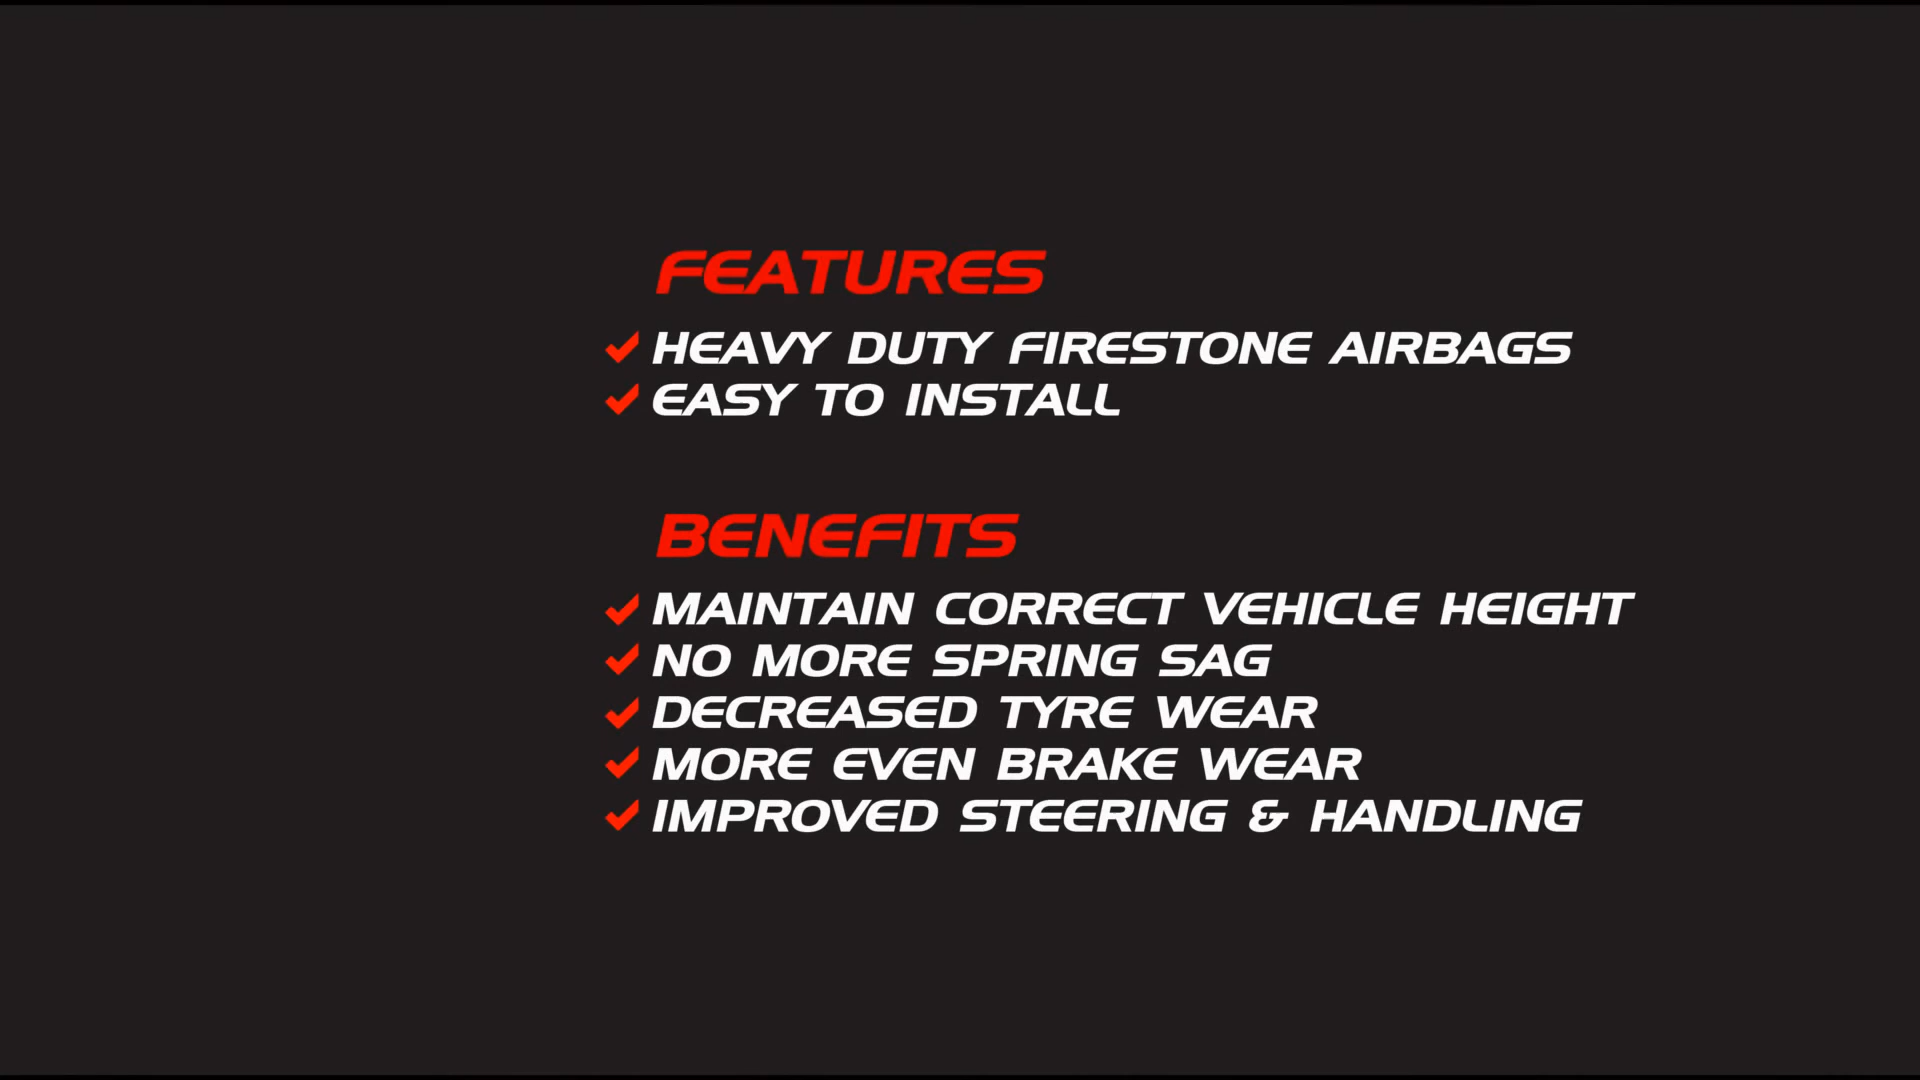 FEATURES
HEAVY DUTY FIRESTONE AIRBAGS
EASY TO INSTALL
BENEFITS
MAINTAIN CORRECT VEHICLE HEIGHT
NO MORE SPRING SAG
DECREASED TYRE WEAR
MORE EVEN BRAKE WEAR
IMPROVED STEERING & HANDLING